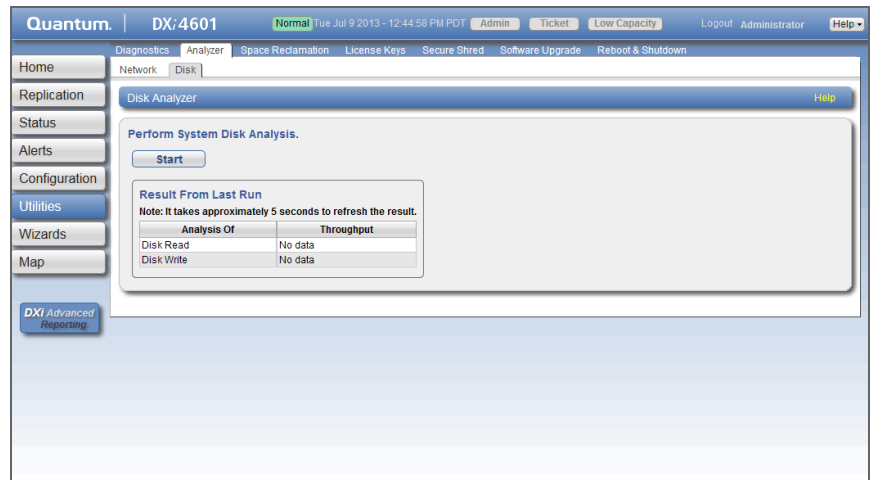 Quantum. DXi4601 Normal Tue Jul 9 2013 - 12:44:58 PM PDT Admin Ticket Low Capacity Logout Administrator Help
Diagnostics Analyzer Space Reclamation License Keys Secure Shred Software Upgrade Reboot & Shutdown
Network Disk
Home
Replication
Status
Alerts
Configuration
Utilities
Wizards
Map
DXi Advanced
Reporting
Disk Analyzer Help
Perform System Disk Analysis.
Start
Result From Last Run
Note: It takes approximately 5 seconds to refresh the result.
Analysis Of Throughput
Disk Read No data
Disk Write No data